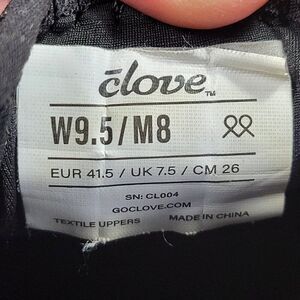 clove™
W9.5/M8
EUR 41.5 / UK 7.5 / CM 26
SN: CL004
GOCLOVE.COM
TEXTILE UPPERS MADE IN CHINA